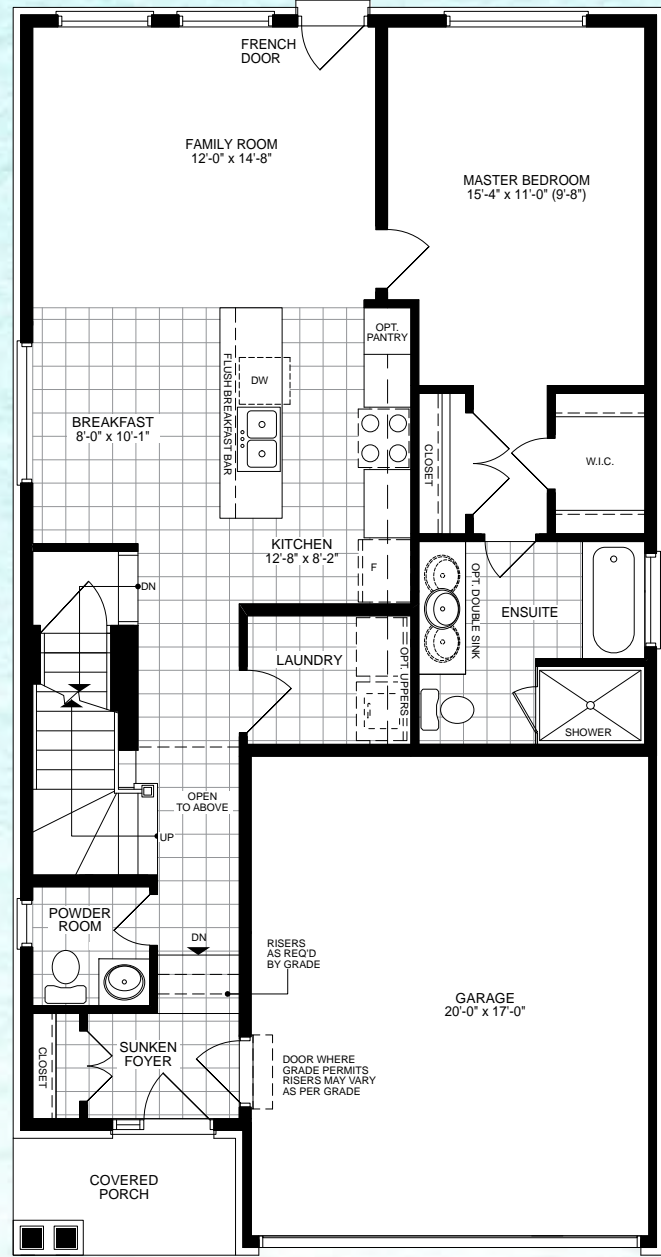 FRENCH
DOOR
FAMILY ROOM
12'-0" x 14'-8"
MASTER BEDROOM
15'-4" x 11'-0" (9'-8")
OPT.
PANTRY
FLUSH BREAKFAST BAR
DW
BREAKFAST
8'-0" x 10'-1"
CLOSET
W.I.C.
KITCHEN
12'-8" x 8'-2"
F
DN
OPT. DOUBLE SINK
ENSUITE
LAUNDRY
OPT. UPPERS
SHOWER
OPEN
TO ABOVE
UP
POWDER
ROOM
DN
RISERS
AS REQ'D
BY GRADE
GARAGE
20'-0" x 17'-0"
CLOSET
SUNKEN
FOYER
DOOR WHERE
GRADE PERMITS
RISERS MAY VARY
AS PER GRADE
COVERED
PORCH